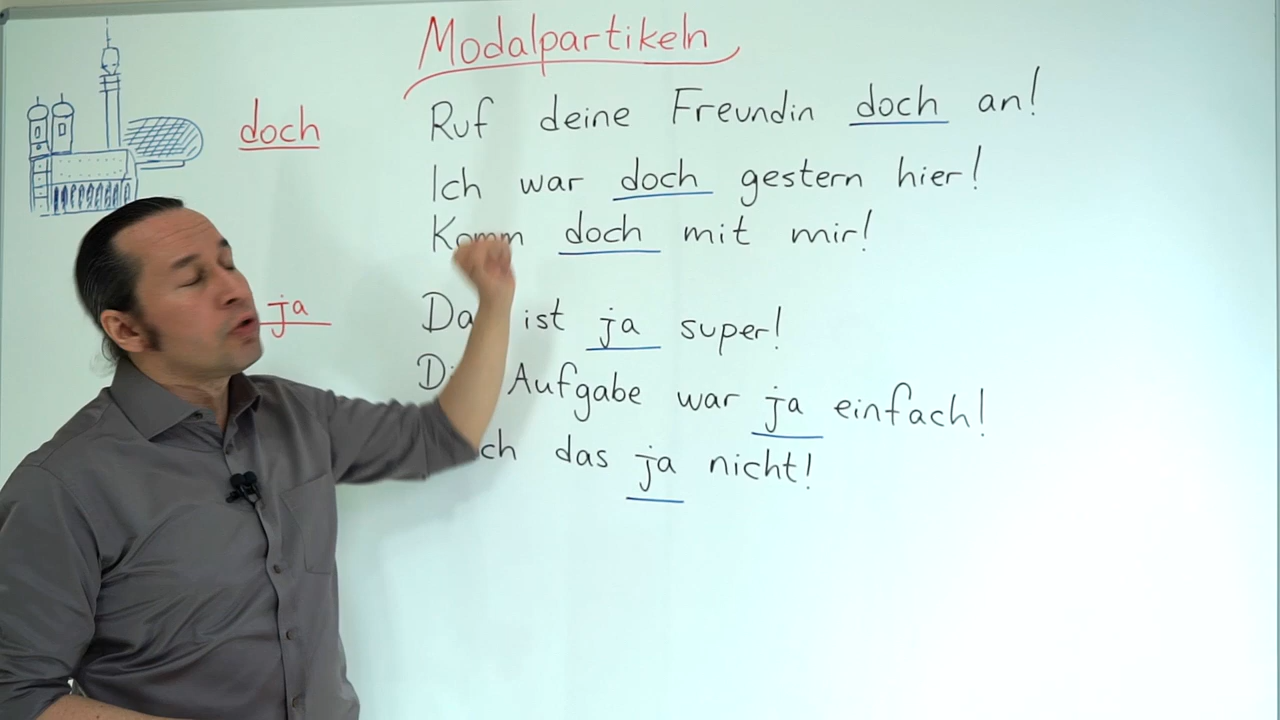 Modalpartikeln
doch
Ruf deine Freundin doch an!
Ich war doch gestern hier!
Komm doch mit mir!
ja
ist ja super!
Aufgabe war ja einfach!
das ja nicht!